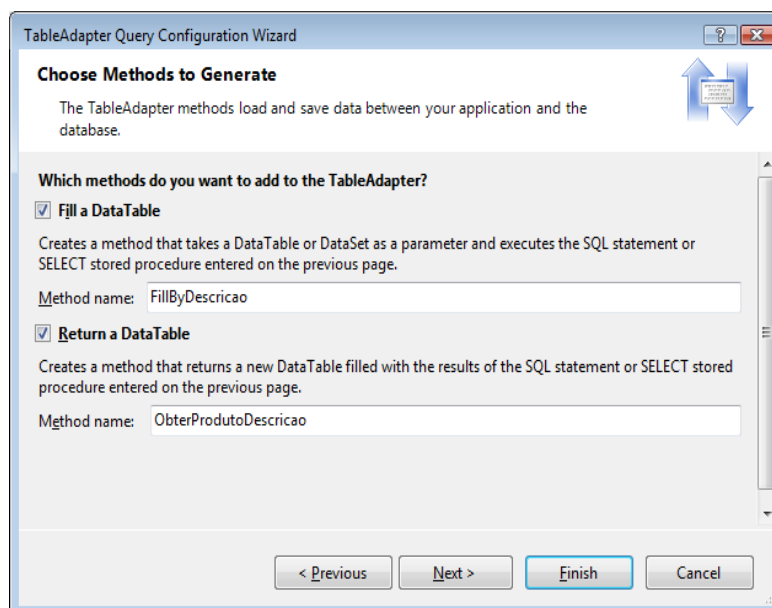 TableAdapter Query Configuration Wizard
Choose Methods to Generate
The TableAdapter methods load and save data between your application and the
database.
Which methods do you want to add to the TableAdapter?
Fill a DataTable
Creates a method that takes a DataTable or DataSet as a parameter and executes the SQL statement or
SELECT stored procedure entered on the previous page.
Method name: FillByDescricao
Return a DataTable
Creates a method that returns a new DataTable filled with the results of the SQL statement or SELECT stored
procedure entered on the previous page.
Method name: ObterProdutoDescricao
< Previous Next > Finish Cancel